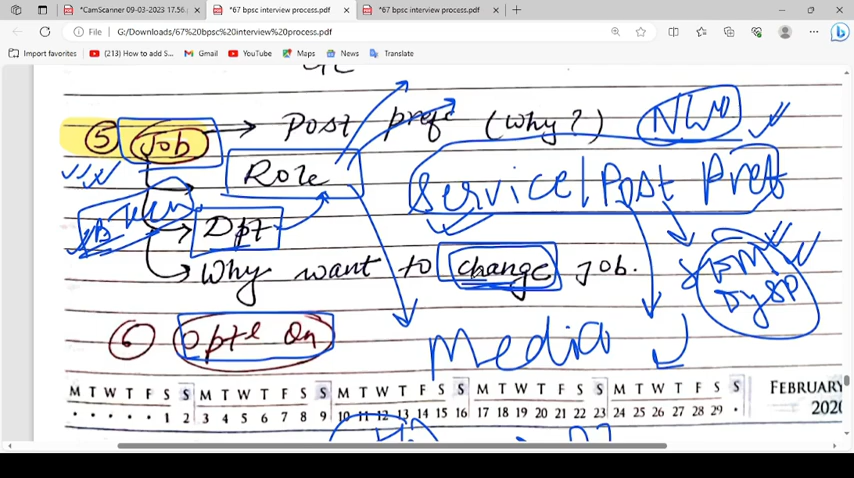 *CamScanner 09-03-2023 17.56
*67 bpsc interview process.pdf
*67 bpsc interview process.pdf
File
G:/Downloads/67%20bpsc%20interview%20process.pdf
Import favorites
(213) How to add S...
Gmail
YouTube
Maps
News
Translate
⑤ Job → Post prefe (Why?)
Role
Service/Post Pref
→ Dpt
→ Why want to change job.
SDM
DySP
⑥ Optl Qn
Media
M T W T F S S M T W T F S S M T W T F S S M T W T F S S M T W T F S S
• • • • • 1 2 3 4 5 6 7 8 9 10 11 12 13 14 15 16 17 18 19 20 21 22 23 24 25 26 27 28 29 •
FEBRUARY
202